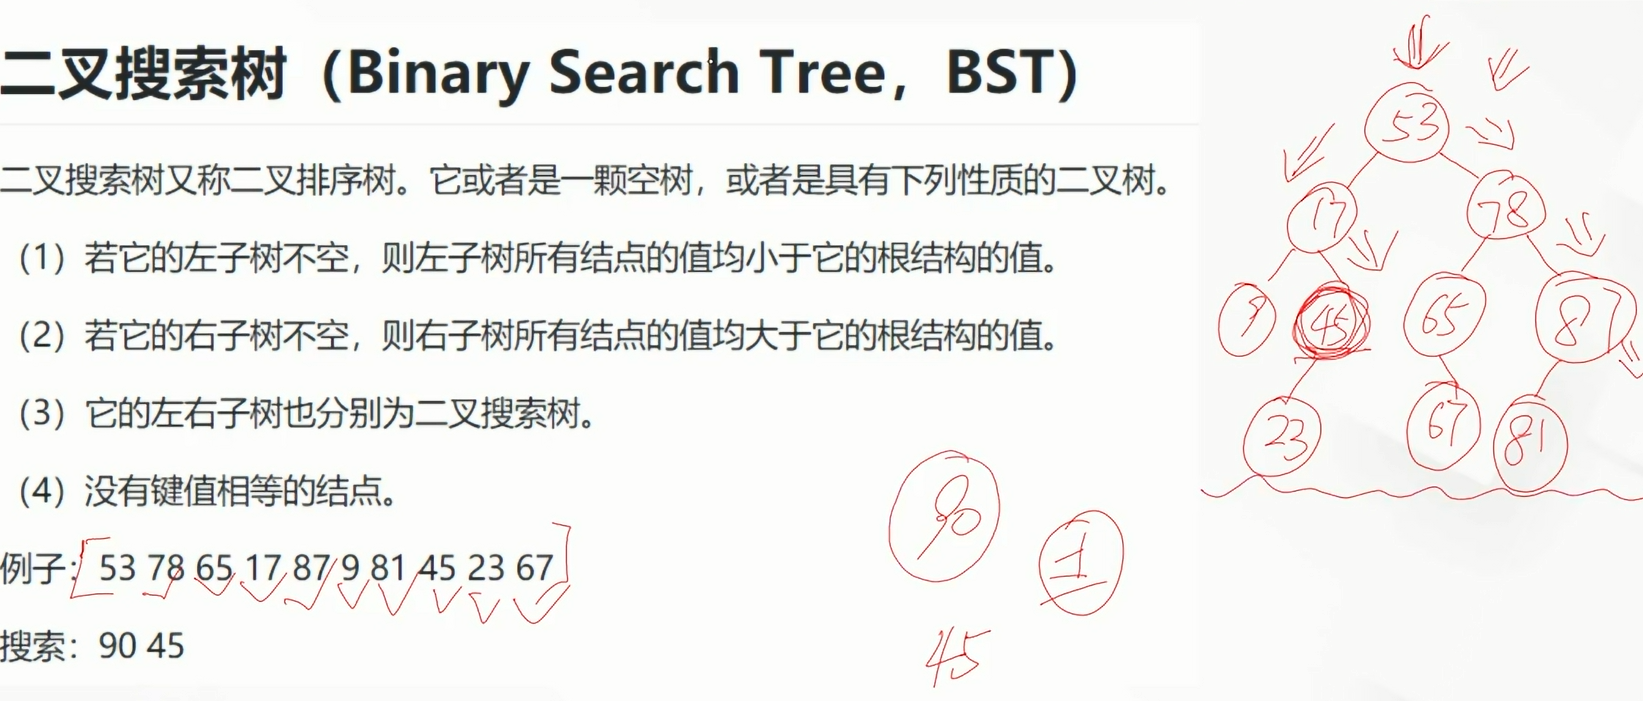 二叉搜索树（Binary Search Tree，BST）
二叉搜索树又称二叉排序树。它或者是一颗空树，或者是具有下列性质的二叉树。
（1）若它的左子树不空，则左子树所有结点的值均小于它的根结构的值。
（2）若它的右子树不空，则右子树所有结点的值均大于它的根结构的值。
（3）它的左右子树也分别为二叉搜索树。
（4）没有键值相等的结点。
例子：53 78 65 17 87 9 81 45 23 67
搜索：90 45
90
1
45
53
17 78
9 45 65 87
23 67 81